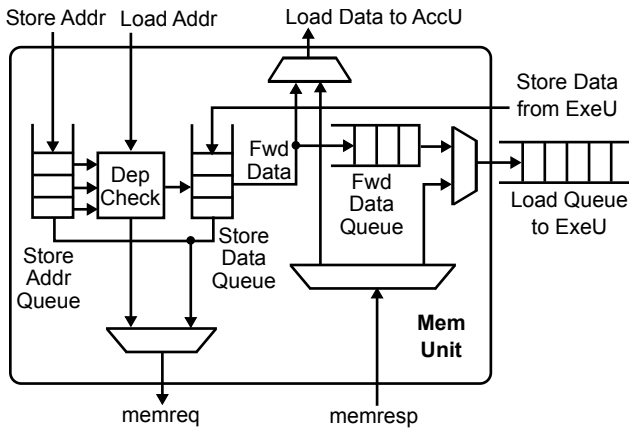 Load Data to AccU
Store Addr
Load Addr
Store Data
from ExeU
Dep
Check
Fwd
Data
Fwd
Data
Queue
Load Queue
to ExeU
Store
Addr
Queue
Store
Data
Queue
Mem
Unit
memreq
memresp